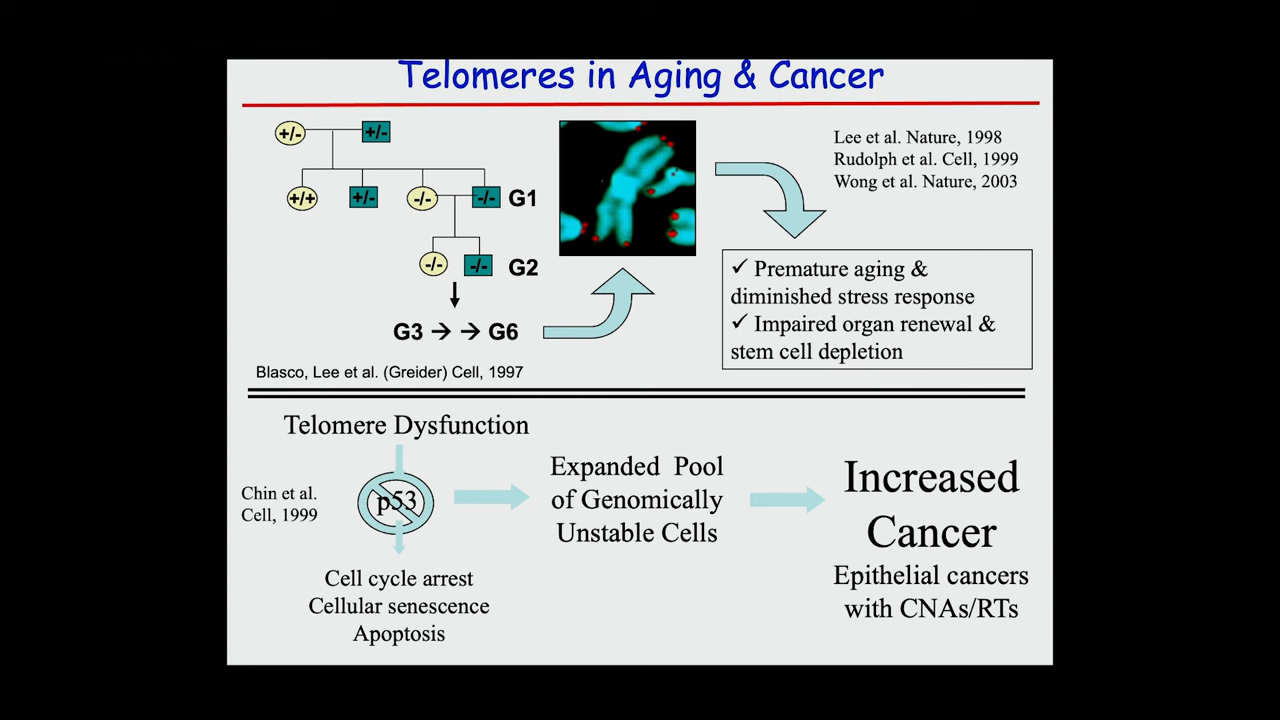 Telomeres in Aging & Cancer
+/- +/-
+/+ +/- -/- -/- G1
-/- -/- G2
G3 → → G6
Blasco, Lee et al. (Greider) Cell, 1997
Lee et al. Nature, 1998
Rudolph et al. Cell, 1999
Wong et al. Nature, 2003
✓ Premature aging &
diminished stress response
✓ Impaired organ renewal &
stem cell depletion
Telomere Dysfunction
Chin et al.
Cell, 1999
p53
Cell cycle arrest
Cellular senescence
Apoptosis
Expanded Pool
of Genomically
Unstable Cells
Increased
Cancer
Epithelial cancers
with CNAs/RTs